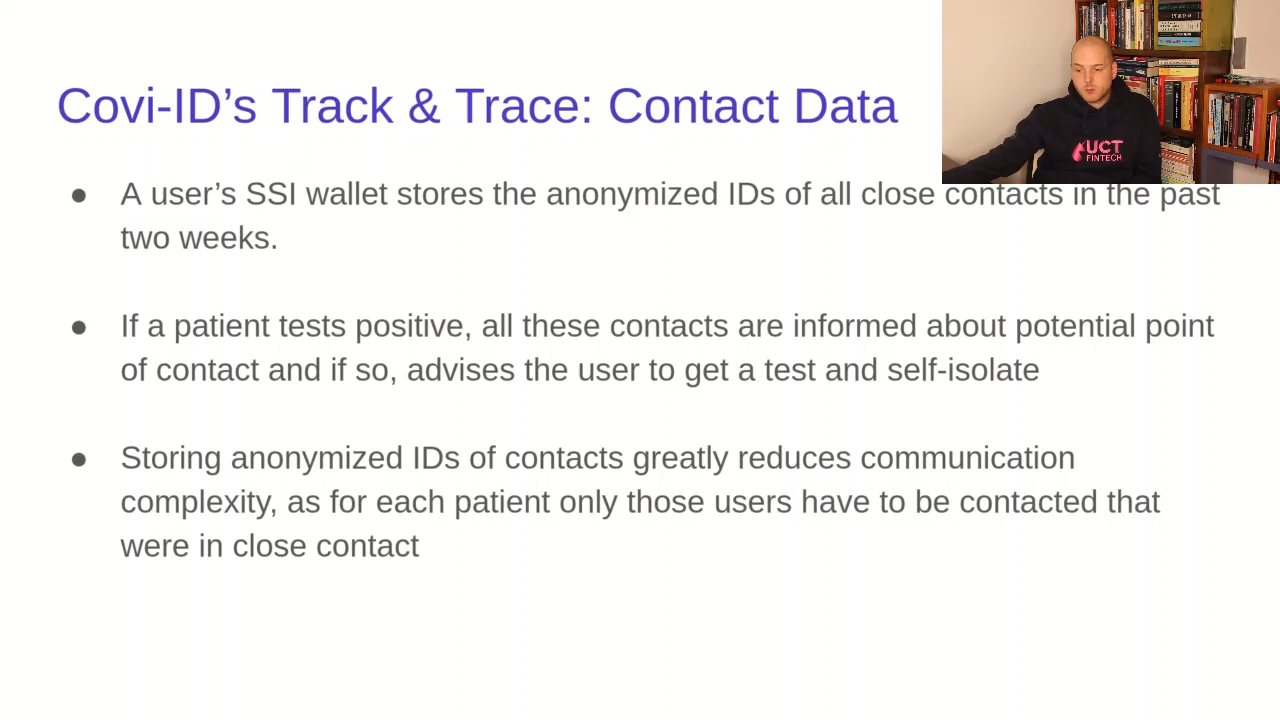 Covi-ID’s Track & Trace: Contact Data
● A user’s SSI wallet stores the anonymized IDs of all close contacts in the past
two weeks.
● If a patient tests positive, all these contacts are informed about potential point
of contact and if so, advises the user to get a test and self-isolate
● Storing anonymized IDs of contacts greatly reduces communication
complexity, as for each patient only those users have to be contacted that
were in close contact
UCT
FINTECH